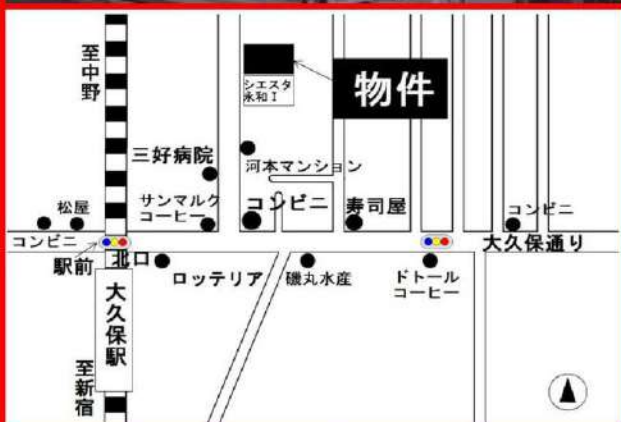 至中野
シエスタ
永和Ⅰ
物件
三好病院
河本マンション
松屋
サンマルク
コーヒー
コンビニ
寿司屋
コンビニ
コンビニ
大久保通り
駅前
北口
ロッテリア
磯丸水産
ドトール
コーヒー
大久保駅
至新宿